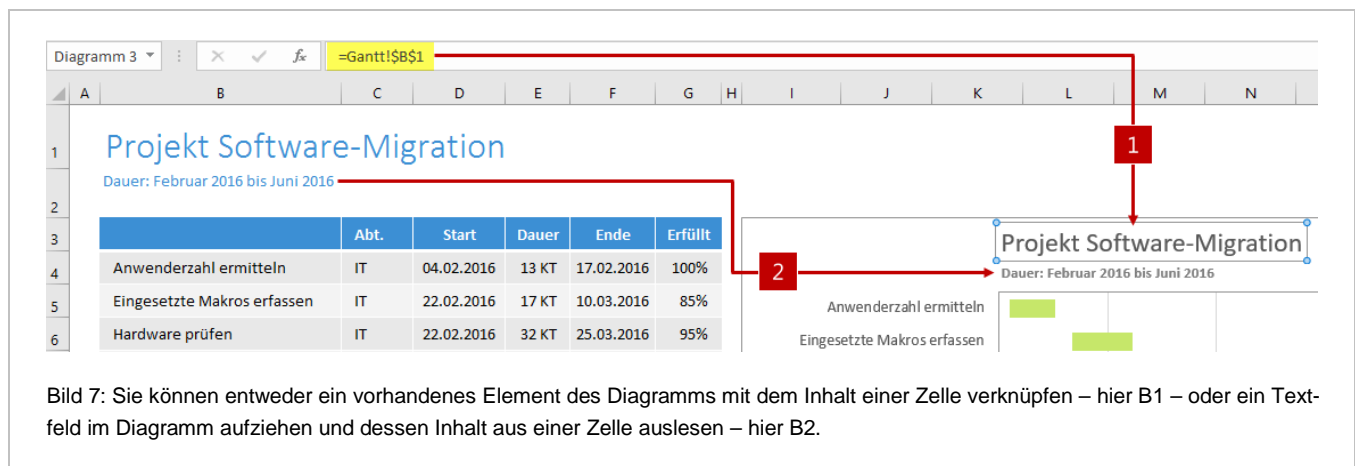 Diagramm 3 fx =Gantt!$B$1
A B C D E F G H I J K L M N
1 Projekt Software-Migration 1
Dauer: Februar 2016 bis Juni 2016
2
3 Abt. Start Dauer Ende Erfüllt Projekt Software-Migration
4 Anwenderzahl ermitteln IT 04.02.2016 13 KT 17.02.2016 100% 2 Dauer: Februar 2016 bis Juni 2016
5 Eingesetzte Makros erfassen IT 22.02.2016 17 KT 10.03.2016 85% Anwenderzahl ermitteln
6 Hardware prüfen IT 22.02.2016 32 KT 25.03.2016 95% Eingesetzte Makros erfassen
Bild 7: Sie können entweder ein vorhandenes Element des Diagramms mit dem Inhalt einer Zelle verknüpfen – hier B1 – oder ein Text-
feld im Diagramm aufziehen und dessen Inhalt aus einer Zelle auslesen – hier B2.